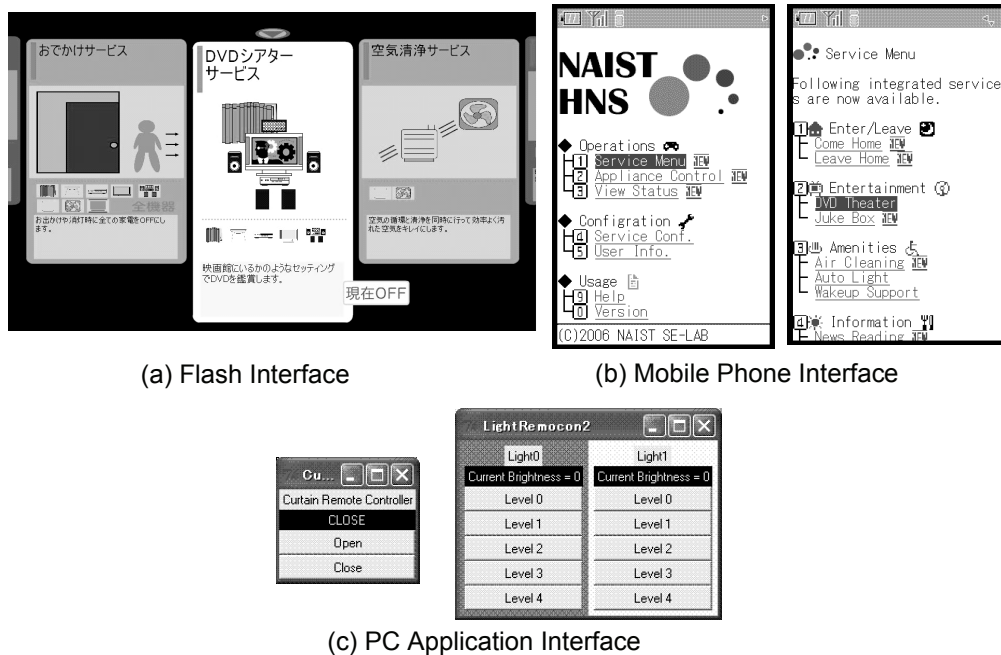 おでかけサービス
全機器
お出かけや消灯時に全ての家電をOFFにし
ます。
DVDシアター
サービス
映画館にいるかのようなセッティング
でDVDを鑑賞します。
現在OFF
空気清浄サービス
空気の循環と清浄を同時に行って効率よく汚
れた空気をキレイにします。
(a) Flash Interface
NAIST
HNS
◆ Operations
1 Service Menu NEW
2 Appliance Control NEW
3 View Status NEW
◆ Configration
4 Service Conf.
5 User Info.
◆ Usage
9 Help
0 Version
(C)2006 NAIST SE-LAB
Service Menu
Following integrated service
s are now available.
1 Enter/Leave
Come Home NEW
Leave Home NEW
2 Entertainment
DVD Theater
Juke Box NEW
3 Amenities
Air Cleaning NEW
Auto Light
Wakeup Support
4 Information
News Reading NEW
(b) Mobile Phone Interface
Cu...
Curtain Remote Controller
CLOSE
Open
Close
LightRemocon2
Light0
Current Brightness = 0
Level 0
Level 1
Level 2
Level 3
Level 4
Light1
Current Brightness = 0
Level 0
Level 1
Level 2
Level 3
Level 4
(c) PC Application Interface